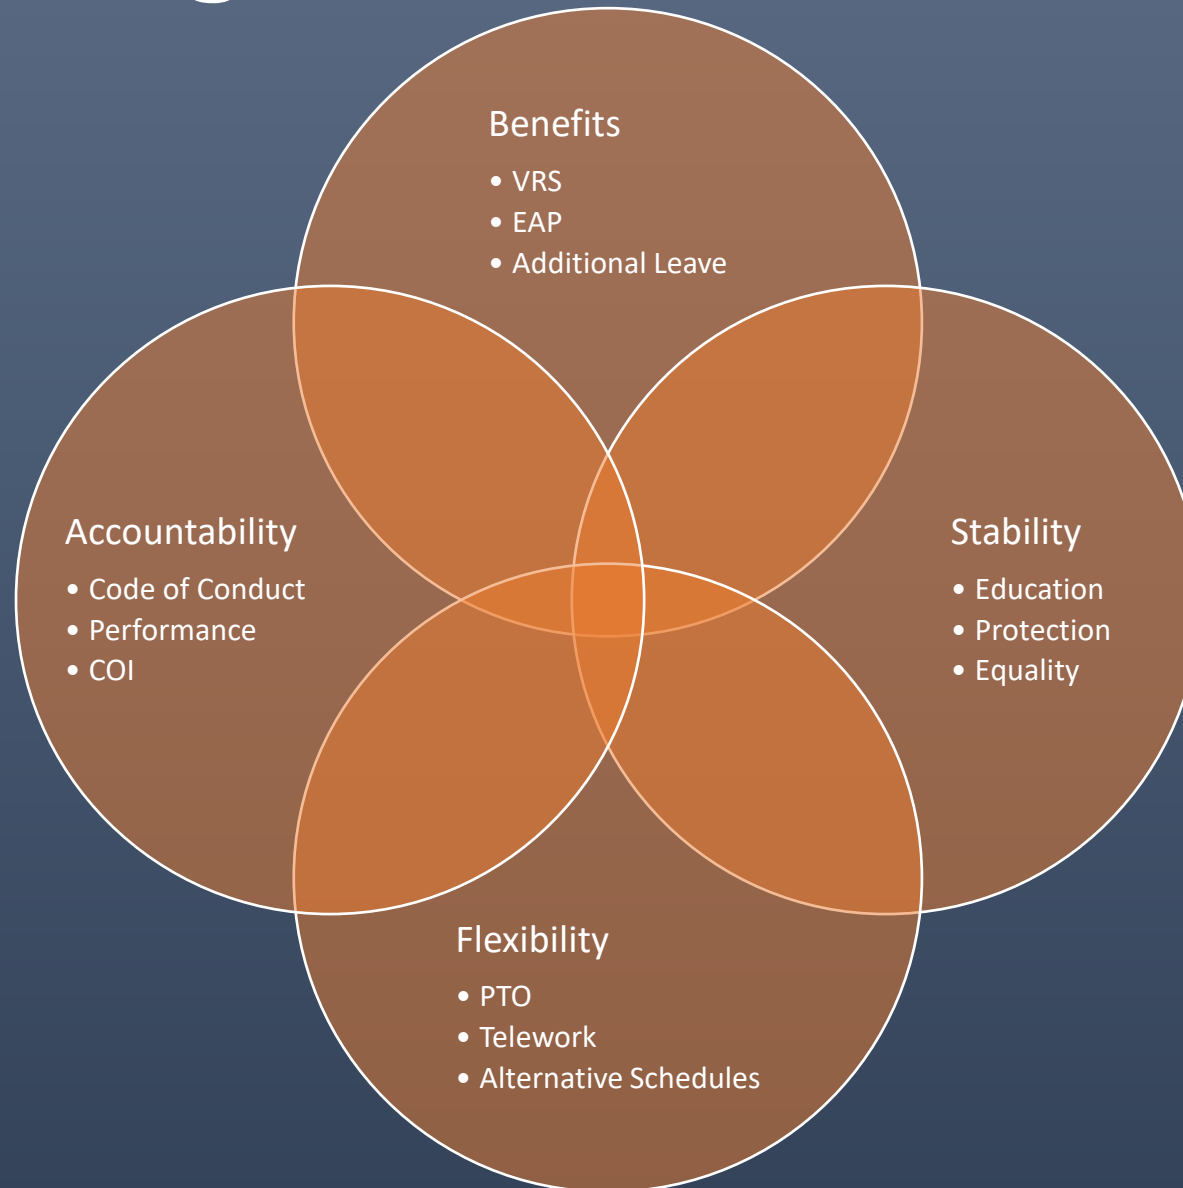 Benefits
• VRS
• EAP
• Additional Leave
Accountability
• Code of Conduct
• Performance
• COI
Stability
• Education
• Protection
• Equality
Flexibility
• PTO
• Telework
• Alternative Schedules